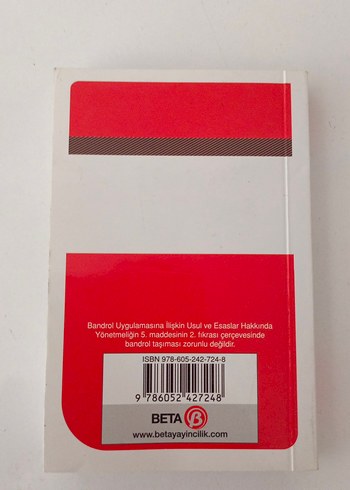 Bandrol Uygulamasına İlişkin Usul ve Esaslar Hakkında
Yönetmeliğin 5. maddesinin 2. fıkrası çerçevesinde
bandrol taşıması zorunlu değildir.
ISBN 978-605-242-724-8
9 786052 427248
BETA B
www.betayayincilik.com